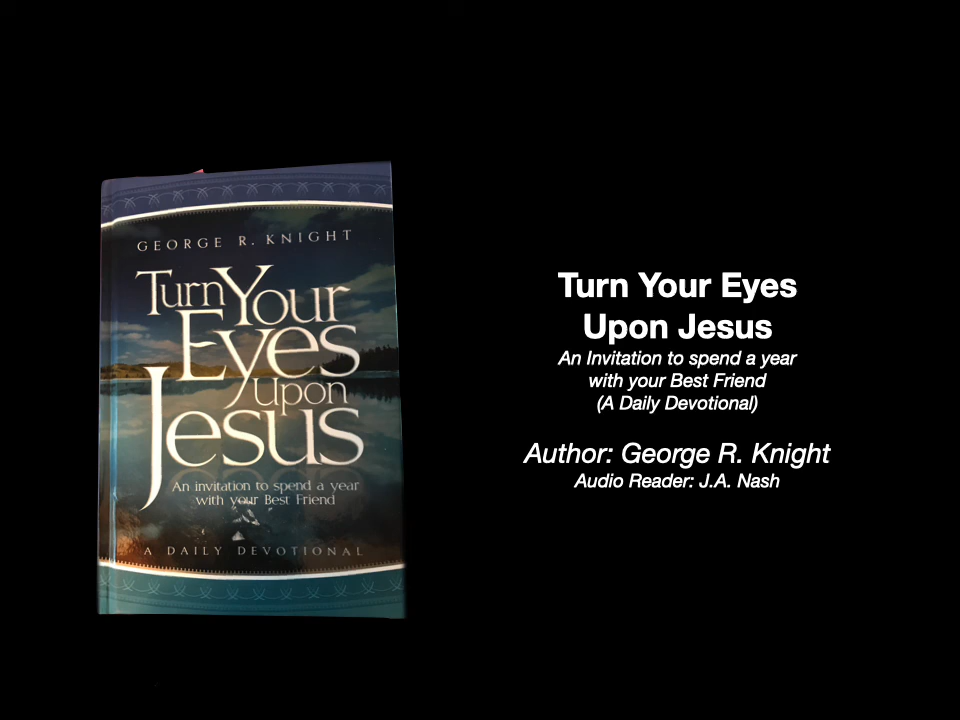 GEORGE R. KNIGHT
Turn Your
Eyes
Upon
Jesus
An invitation to spend a year
with your Best Friend
A DAILY DEVOTIONAL
Turn Your Eyes
Upon Jesus
An Invitation to spend a year
with your Best Friend
(A Daily Devotional)
Author: George R. Knight
Audio Reader: J.A. Nash